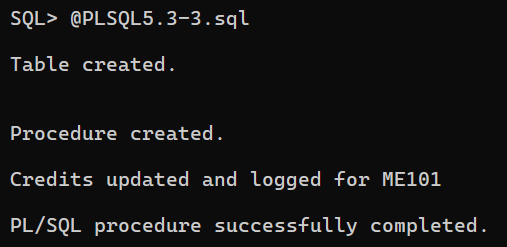 SQL> @PLSQL5.3-3.sql
Table created.
Procedure created.
Credits updated and logged for ME101
PL/SQL procedure successfully completed.